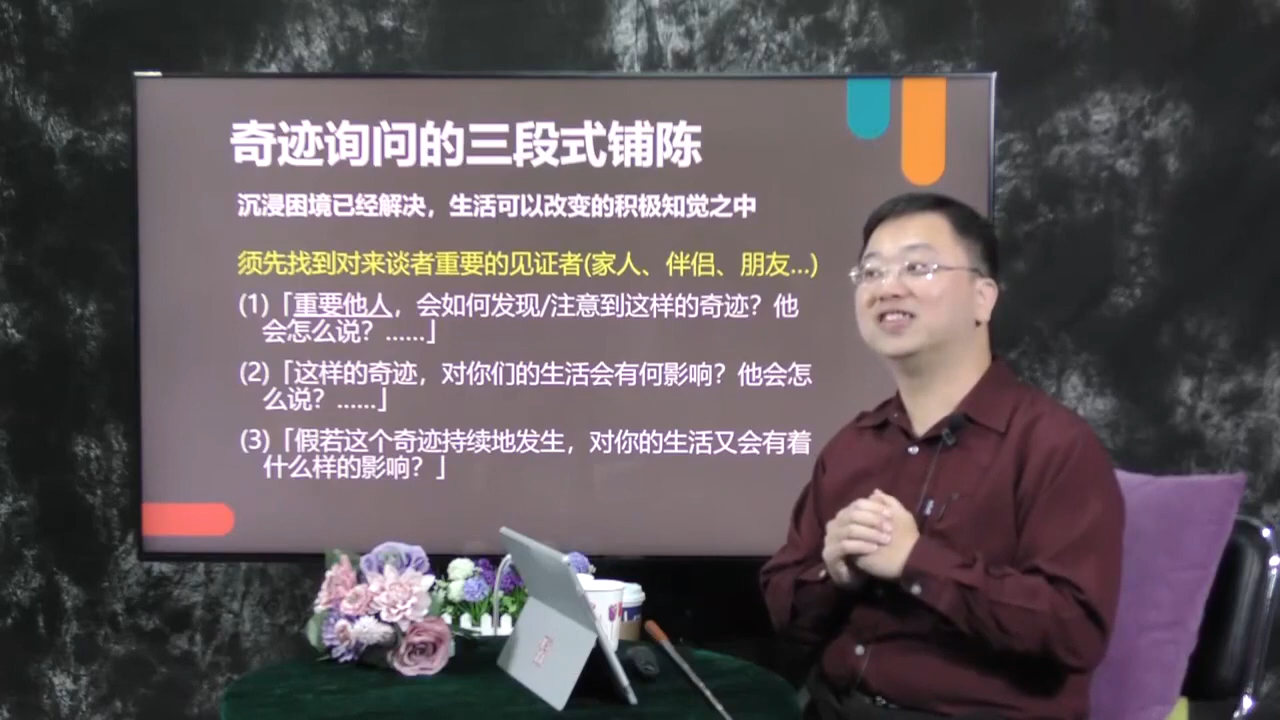 奇迹询问的三段式铺陈
沉浸困境已经解决，生活可以改变的积极知觉之中
须先找到对来谈者重要的见证者(家人、伴侣、朋友...)
(1)「重要他人，会如何发现/注意到这样的奇迹？他
会怎么说？......」
(2)「这样的奇迹，对你们的生活会有何影响？他会怎
么说？......」
(3)「假若这个奇迹持续地发生，对你的生活又会有着
什么样的影响？」